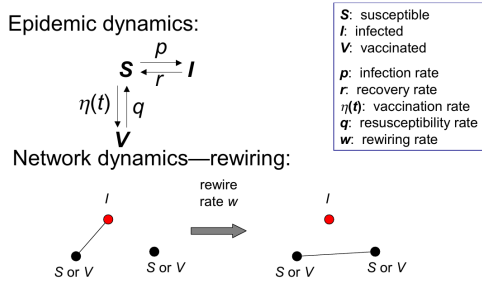 Epidemic dynamics:
p
S I
r
η(t) q
V
S: susceptible
I: infected
V: vaccinated
p: infection rate
r: recovery rate
η(t): vaccination rate
q: resusceptibility rate
w: rewiring rate
Network dynamics—rewiring:
rewire
rate w
I I
S or V S or V S or V S or V